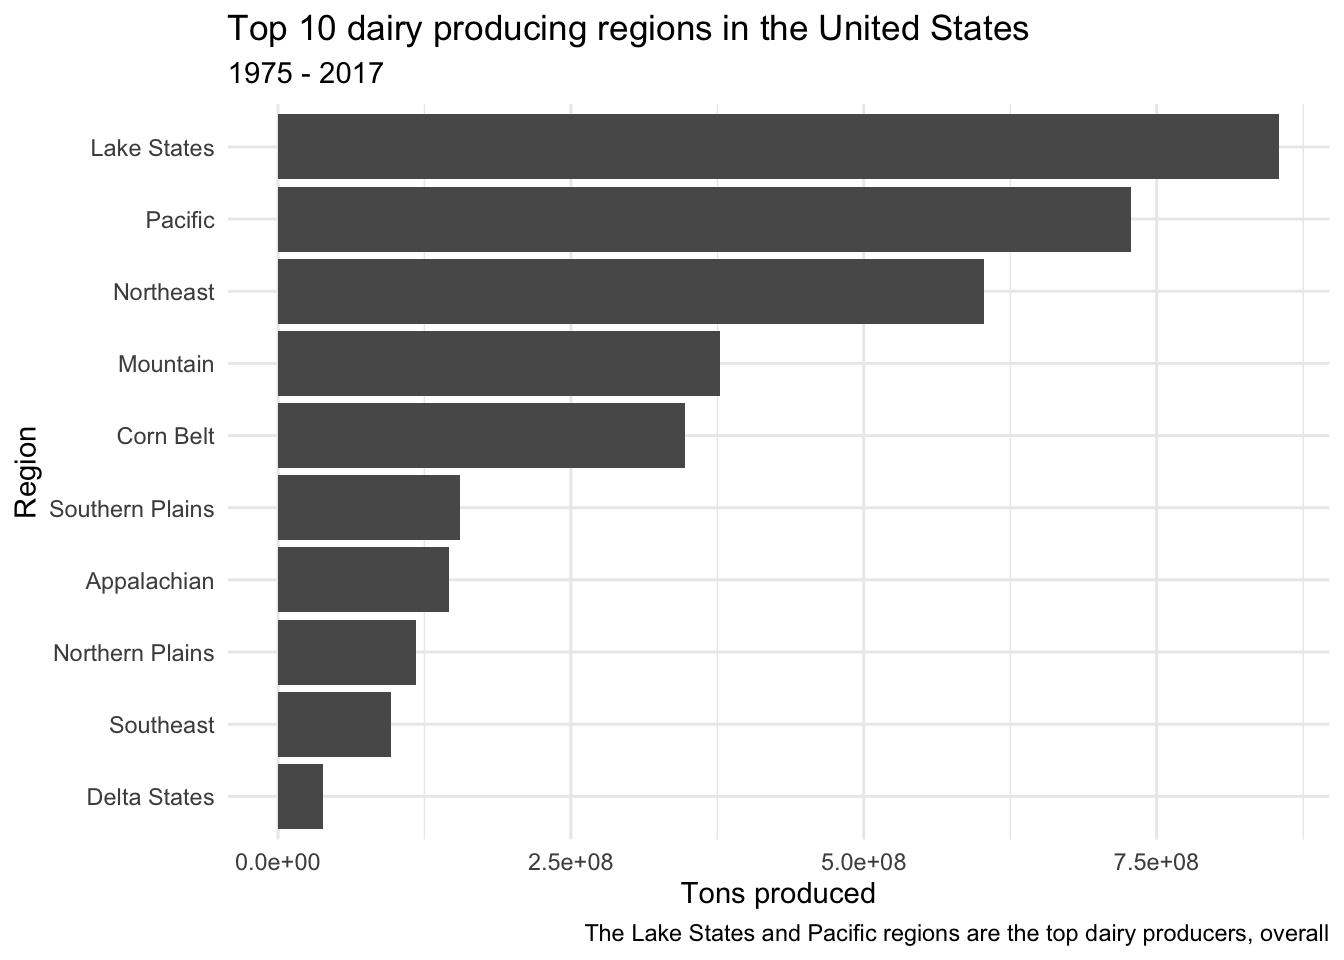 Top 10 dairy producing regions in the United States
1975 - 2017
Lake States
Pacific
Northeast
Mountain
Corn Belt
Southern Plains
Appalachian
Northern Plains
Southeast
Delta States
Region
0.0e+00 2.5e+08 5.0e+08 7.5e+08
Tons produced
The Lake States and Pacific regions are the top dairy producers, overall